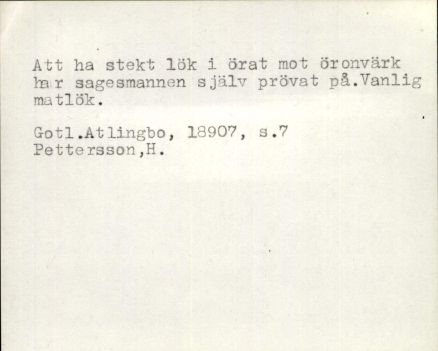 Att ha stekt lök i örat mot öronvärk
har sagesmannen själv prövat på.Vanlig
matlök.
Gotl.Atlingbo, 18907, s.7
Pettersson,H.